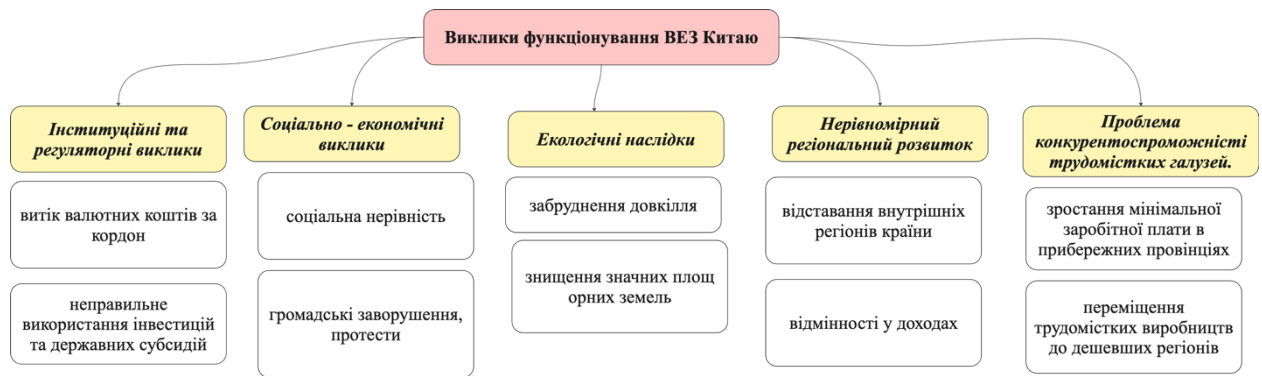 Виклики функціонування ВЕЗ Китаю
Інституційні та
регуляторні виклики
витік валютних коштів за
кордон
неправильне
використання інвестицій
та державних субсидій
Соціально - економічні
виклики
соціальна нерівність
громадські заворушення,
протести
Екологічні наслідки
забруднення довкілля
знищення значних площ
орних земель
Нерівномірний
регіональний розвиток
відставання внутрішніх
регіонів країни
відмінності у доходах
Проблема
конкурентоспроможністі
трудомістких галузей.
зростання мінімальної
заробітної плати в
прибережних провінціях
переміщення
трудомістких виробництв
до дешевших регіонів